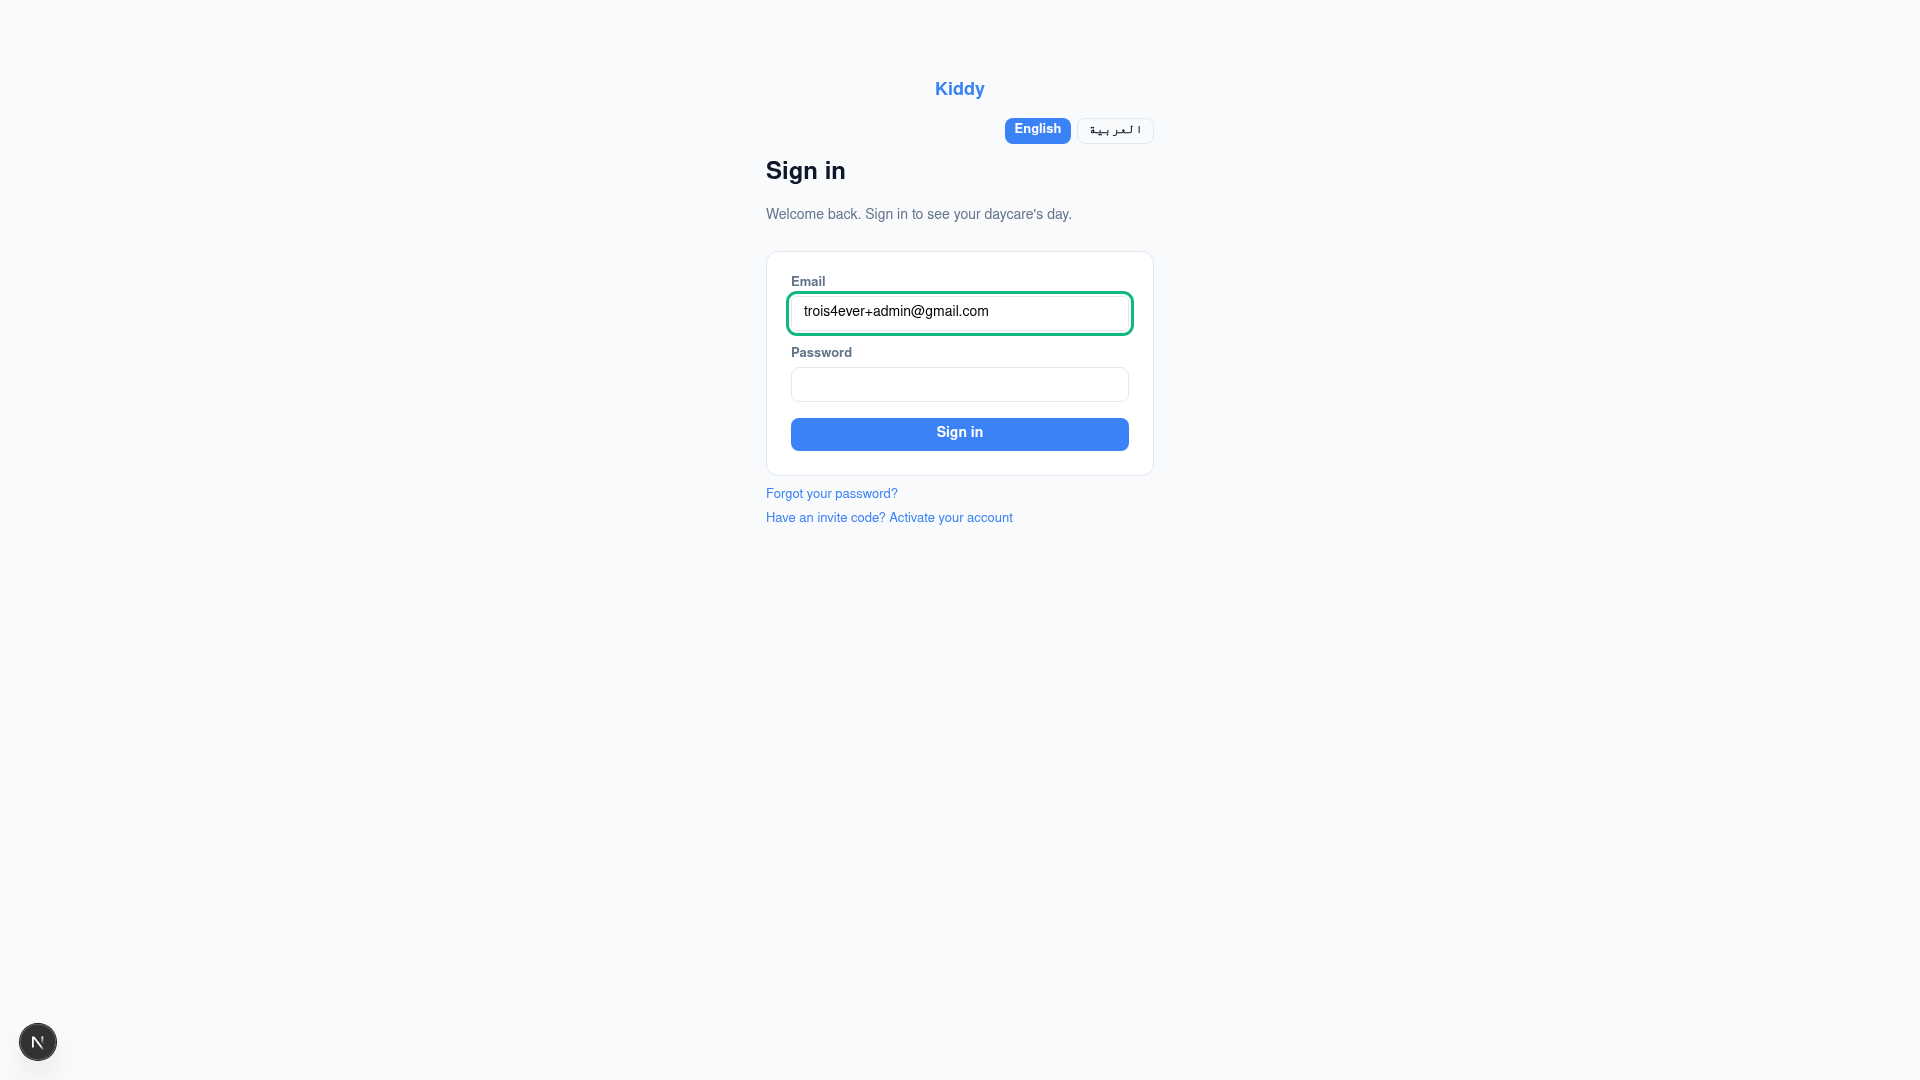 Kiddy
English العربية
Sign in
Welcome back. Sign in to see your daycare's day.
Email
trois4ever+admin@gmail.com
Password
Sign in
Forgot your password?
Have an invite code? Activate your account
N